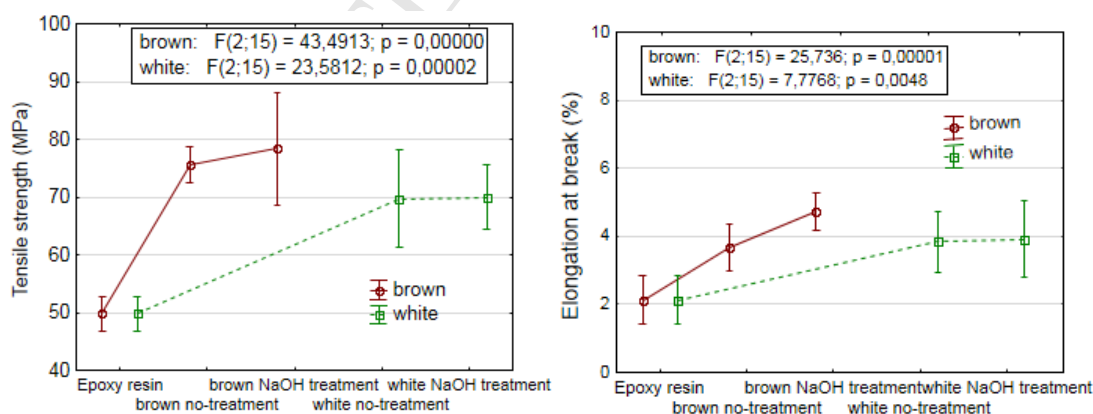 brown: F(2;15) = 43,4913; p = 0,00000
white: F(2;15) = 23,5812; p = 0,00002
Tensile strength (MPa)
100
90
80
70
60
50
40
brown
white
Epoxy resin brown NaOH treatment white NaOH treatment
brown no-treatment white no-treatment
brown: F(2;15) = 25,736; p = 0,00001
white: F(2;15) = 7,7768; p = 0,0048
Elongation at break (%)
10
8
6
4
2
0
brown
white
Epoxy resin brown NaOH treatmentwhite NaOH treatment
brown no-treatment white no-treatment